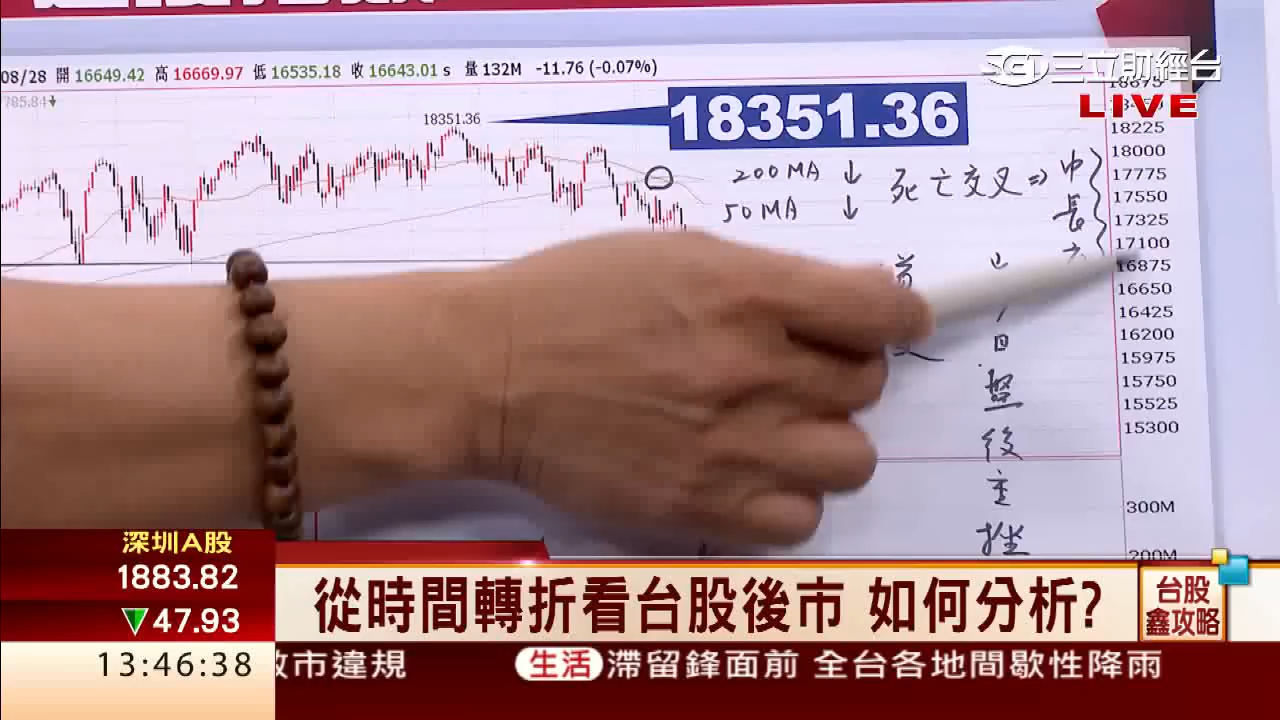 08/28 開 16649.42 高 16669.97 低 16535.18 收 16643.01 s 量 132M -11.76 (-0.07%)
三立財經台
LIVE
18351.36
18351.36
200MA ↓
50MA ↓
死亡交叉⇒中長
盤後主挫
18675
18225
18000
17775
17550
17325
17100
16875
16650
16425
16200
15975
15750
15525
15300
300M
200M
深圳A股
1883.82
▼47.93
從時間轉折看台股後市 如何分析?
台股
鑫攻略
13:46:38
市違規
生活 滯留鋒面前 全台各地間歇性降雨